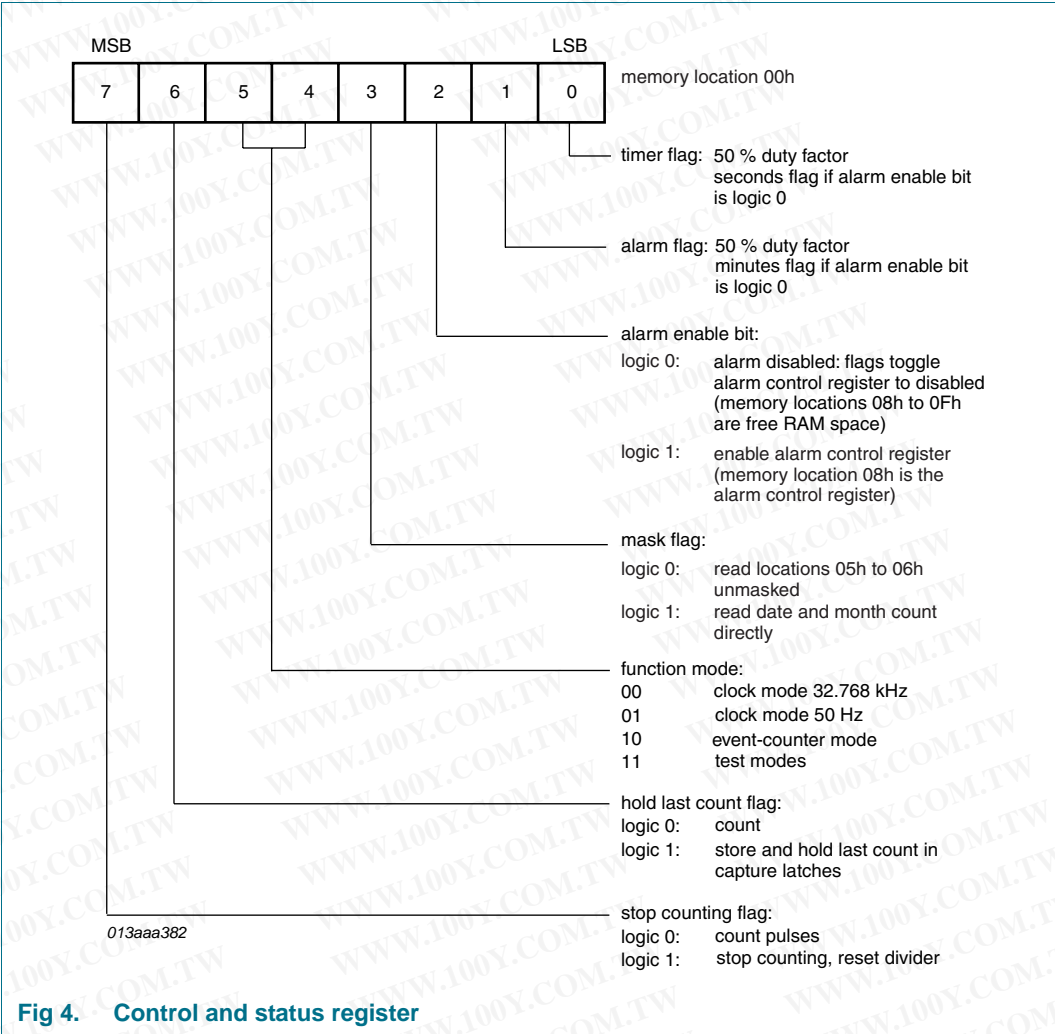 MSB LSB
7 6 5 4 3 2 1 0 memory location 00h
timer flag: 50 % duty factor
seconds flag if alarm enable bit
is logic 0
alarm flag: 50 % duty factor
minutes flag if alarm enable bit
is logic 0
alarm enable bit:
logic 0: alarm disabled: flags toggle
alarm control register to disabled
(memory locations 08h to 0Fh
are free RAM space)
logic 1: enable alarm control register
(memory location 08h is the
alarm control register)
mask flag:
logic 0: read locations 05h to 06h
unmasked
logic 1: read date and month count
directly
function mode:
00 clock mode 32.768 kHz
01 clock mode 50 Hz
10 event-counter mode
11 test modes
hold last count flag:
logic 0: count
logic 1: store and hold last count in
capture latches
stop counting flag:
013aaa382
logic 0: count pulses
logic 1: stop counting, reset divider
Fig 4. Control and status register
WWW.100Y.COM.TW